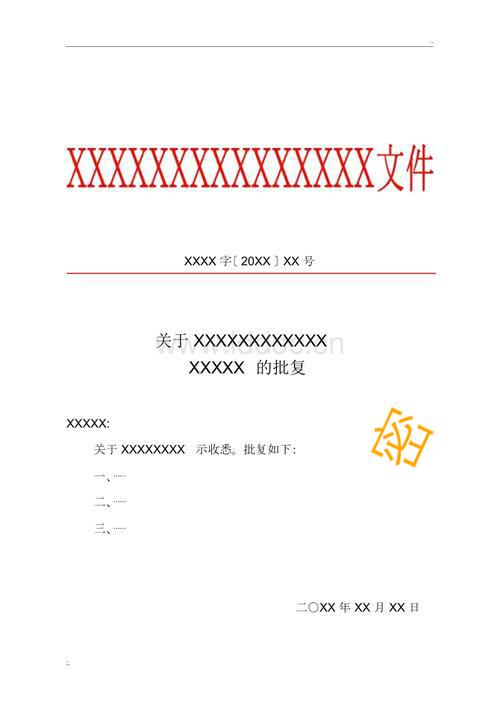 ..
XXXXXXXXXXXXXXX文件
XXXX 字〔 20XX 〕XX 号
关于 XXXXXXXXXXXX
XXXXX 的批复
XXXXX:
关于 XXXXXXXX 示收悉。批复如下:
一、……
二、……
三、……
二〇XX 年 XX 月 XX 日
;.